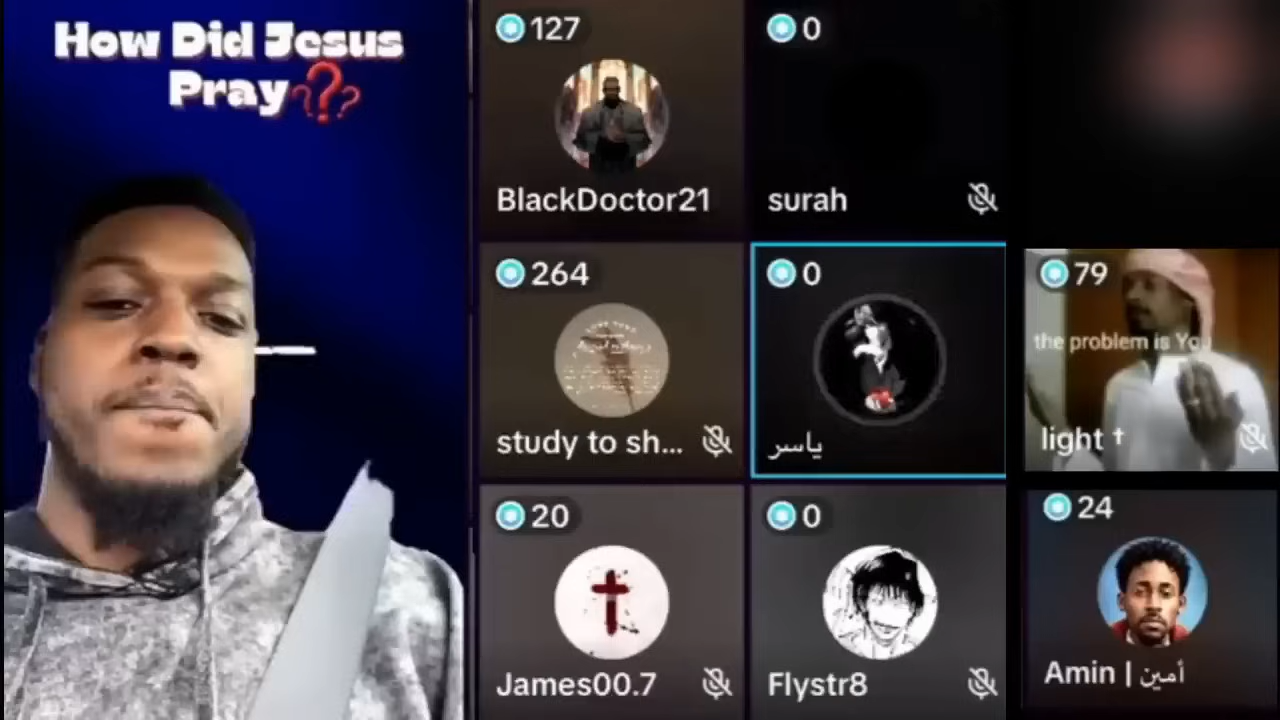 How Did Jesus
Pray???
127
BlackDoctor21
0
surah
264
study to sh...
0
ياسر
79
the problem is You
light †
20
James00.7
0
Flystr8
24
Amin | أمين